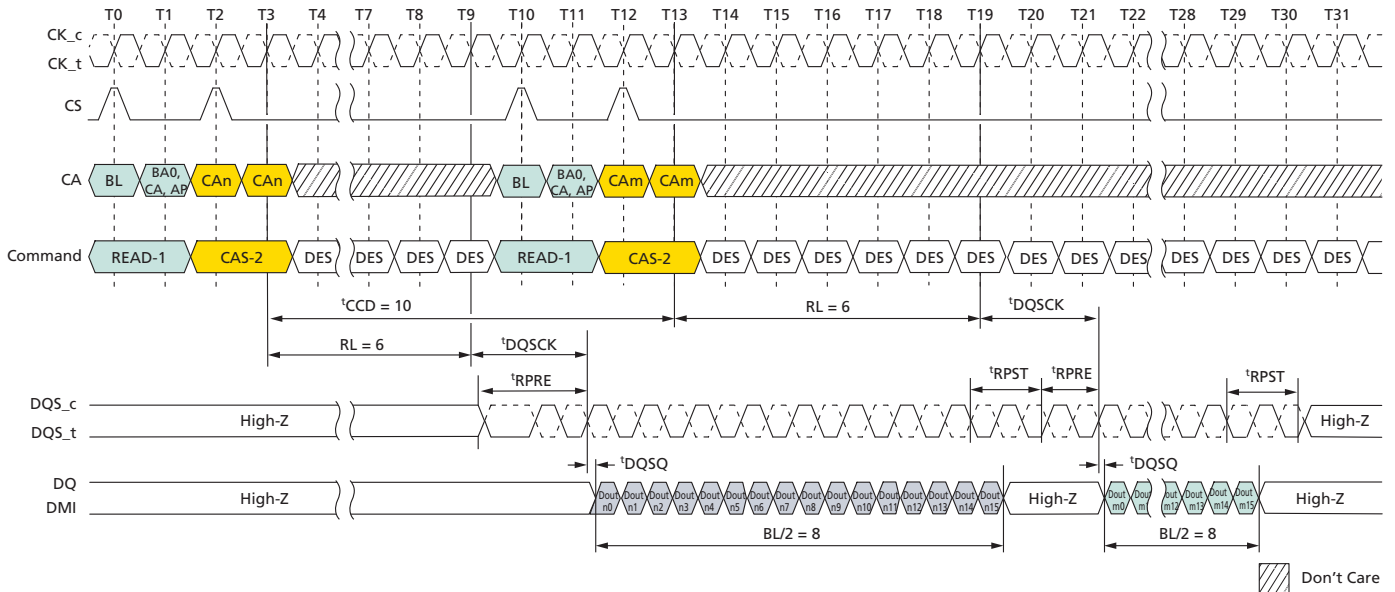 T0 T1 T2 T3 T4 T7 T8 T9 T10 T11 T12 T13 T14 T15 T16 T17 T18 T19 T20 T21 T22 T28 T29 T30 T31
CK_c
CK_t
CS
CA BL BA0, CA, AP CAn CAn BL BA0, CA, AP CAm CAm
Command READ-1 CAS-2 DES DES DES DES READ-1 CAS-2 DES DES DES DES DES DES DES DES DES DES DES DES DES
tCCD = 10 RL = 6 tDQSCK
RL = 6 tDQSCK
tRPRE tRPST tRPRE tRPST
DQS_c
DQS_t
High-Z High-Z
tDQSQ tDQSQ
DQ
DMI
High-Z Dout n0 Dout n1 Dout n2 Dout n3 Dout n4 Dout n5 Dout n6 Dout n7 Dout n8 Dout n9 Dout n10 Dout n11 Dout n12 Dout n13 Dout n14 Dout n15 High-Z Dout m0 Dout m12 Dout m13 Dout m14 Dout m15 High-Z
BL/2 = 8 BL/2 = 8
Don't Care